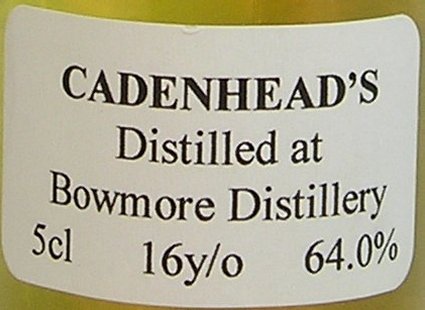 CADENHEAD'S
Distilled at
Bowmore Distillery
5cl 16y/o 64.0%